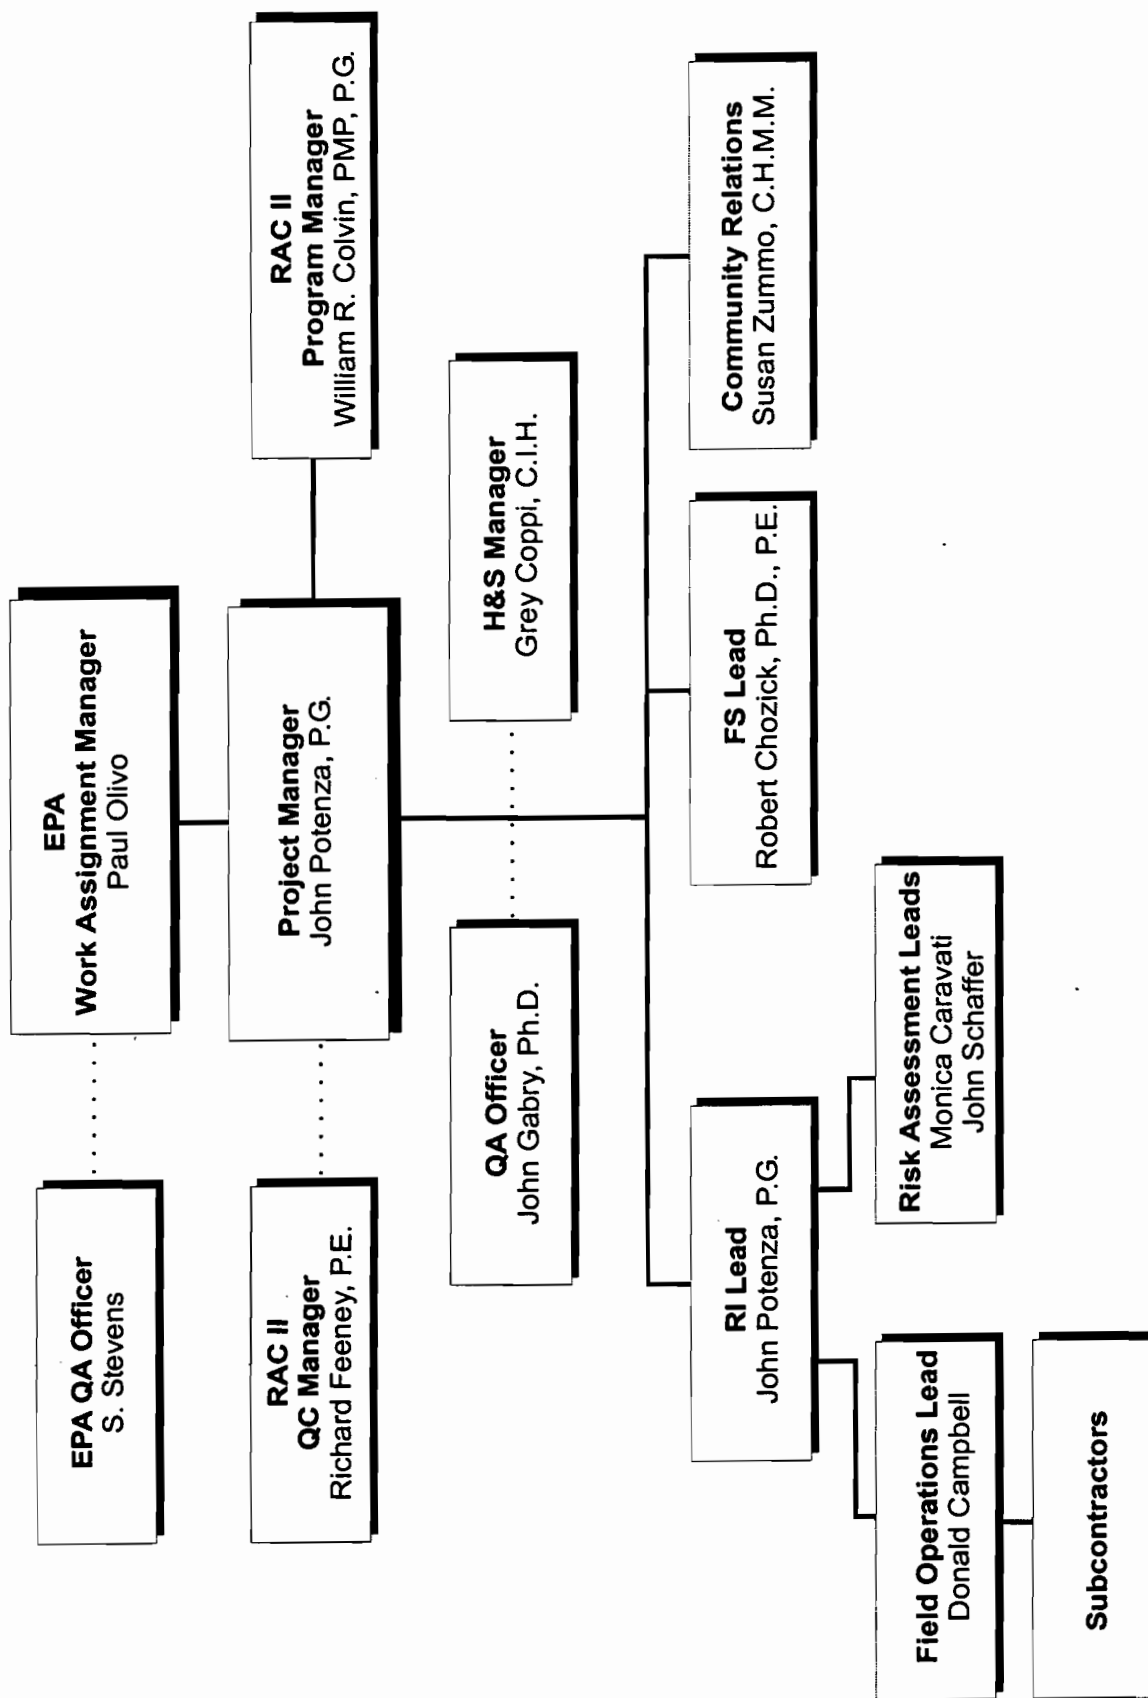 EPA
Work Assignment Manager
Paul Olivo
EPA QA Officer
S. Stevens
Project Manager
John Potenza, P.G.
RAC II
Program Manager
William R. Colvin, PMP, P.G.
RAC II
QC Manager
Richard Feeney, P.E.
QA Officer
John Gabry, Ph.D.
H&S Manager
Grey Coppi, C.I.H.
RI Lead
John Potenza, P.G.
FS Lead
Robert Chozick, Ph.D., P.E.
Community Relations
Susan Zummo, C.H.M.M.
Field Operations Lead
Donald Campbell
Risk Assessment Leads
Monica Caravati
John Schaffer
Subcontractors